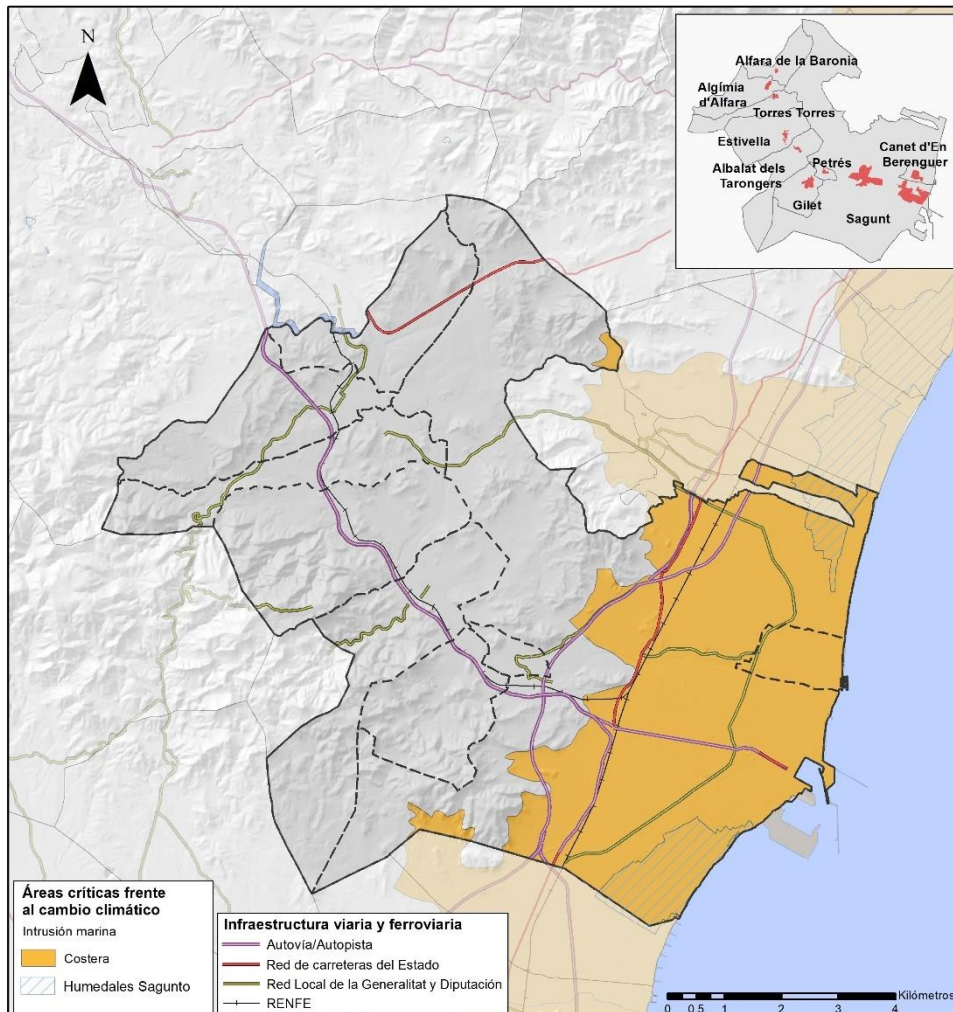 N
Alfara de la Baronia
Algímia
d'Alfara
Torres Torres
Estivella
Canet d'En
Berenguer
Albalat dels
Tarongers
Petrés
Gilet
Sagunt
Áreas críticas frente
al cambio climático
Intrusión marina
Costera
Humedales Sagunto
Infraestructura viaria y ferroviaria
Autovía/Autopista
Red de carreteras del Estado
Red Local de la Generalitat y Diputación
RENFE
Kilómetros
0 0,5 1 2 3 4